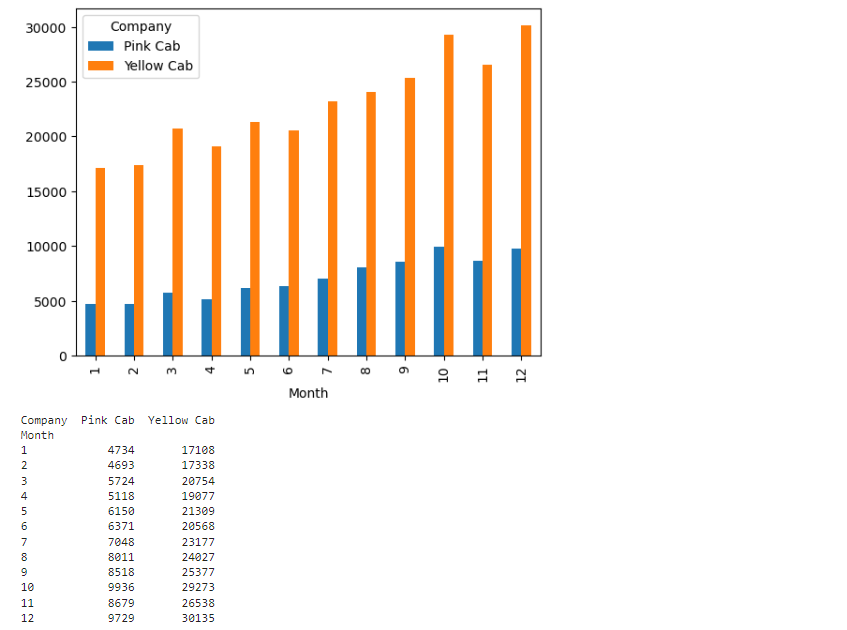 Company
Pink Cab
Yellow Cab
30000
25000
20000
15000
10000
5000
0
1 2 3 4 5 6 7 8 9 10 11 12
Month
Company Pink Cab Yellow Cab
Month
1 4734 17108
2 4693 17338
3 5724 20754
4 5118 19077
5 6150 21309
6 6371 20568
7 7048 23177
8 8011 24027
9 8518 25377
10 9936 29273
11 8679 26538
12 9729 30135